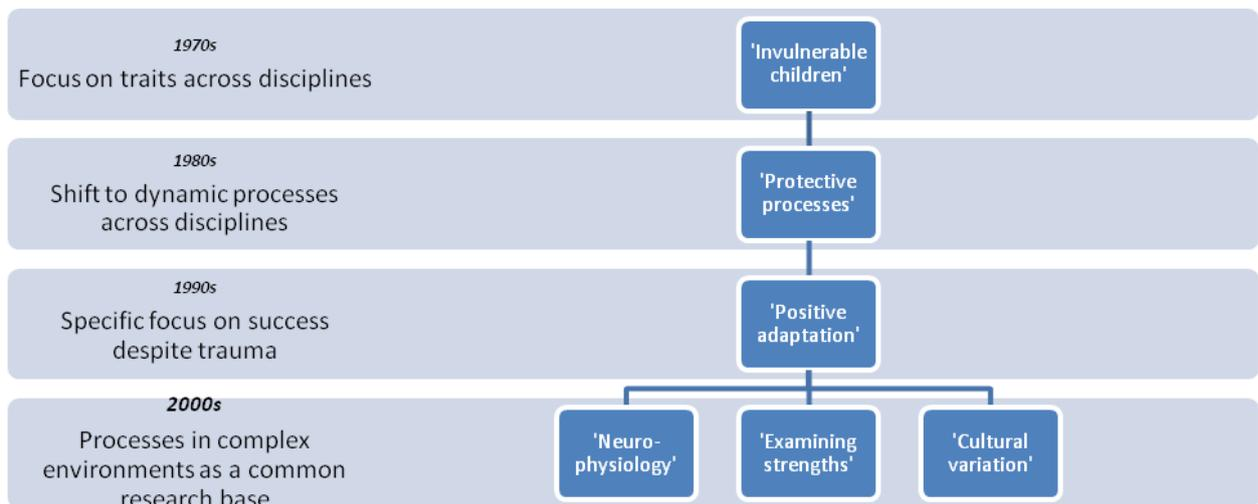 1970s
Focus on traits across disciplines
'Invulnerable
children'
1980s
Shift to dynamic processes
across disciplines
'Protective
processes'
1990s
Specific focus on success
despite trauma
'Positive
adaptation'
2000s
Processes in complex
environments as a common
research base
'Neuro-
physiology'
'Examining
strengths'
'Cultural
variation'